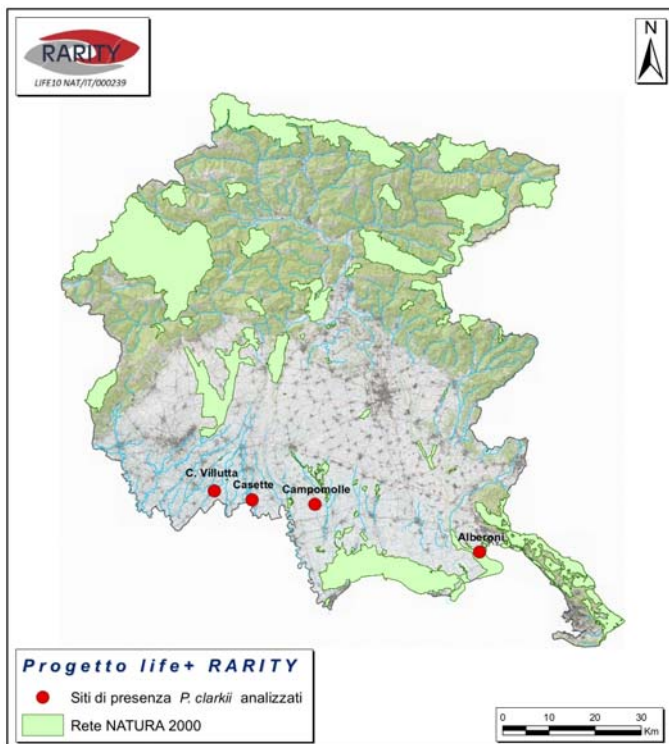 RARITY
LIFE10 NAT/IT/000239
N
C. Villutta
Casette
Campomolle
Alberoni
Progetto life+ RARITY
Siti di presenza P. clarkii analizzati
Rete NATURA 2000
0 5 10 20 30
Km